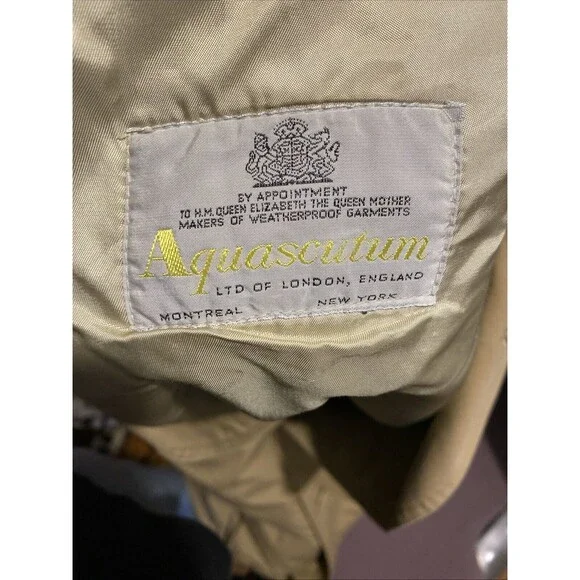 BY APPOINTMENT
TO H.M. QUEEN ELIZABETH THE QUEEN MOTHER
MAKERS OF WEATHERPROOF GARMENTS
Aquascutum
LTD OF LONDON, ENGLAND
MONTREAL NEW YORK